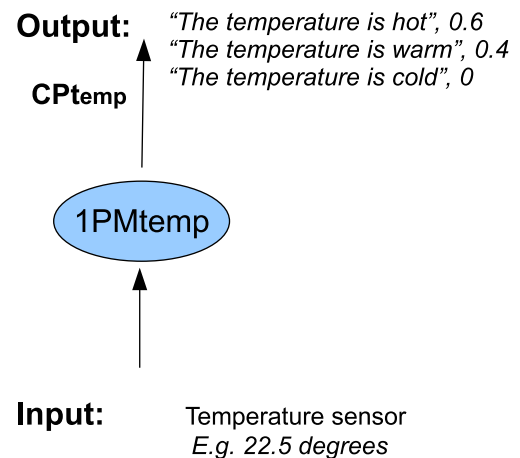 Output:
“The temperature is hot”, 0.6
“The temperature is warm”, 0.4
“The temperature is cold”, 0
CPtemp
1PMtemp
Input:
Temperature sensor
E.g. 22.5 degrees